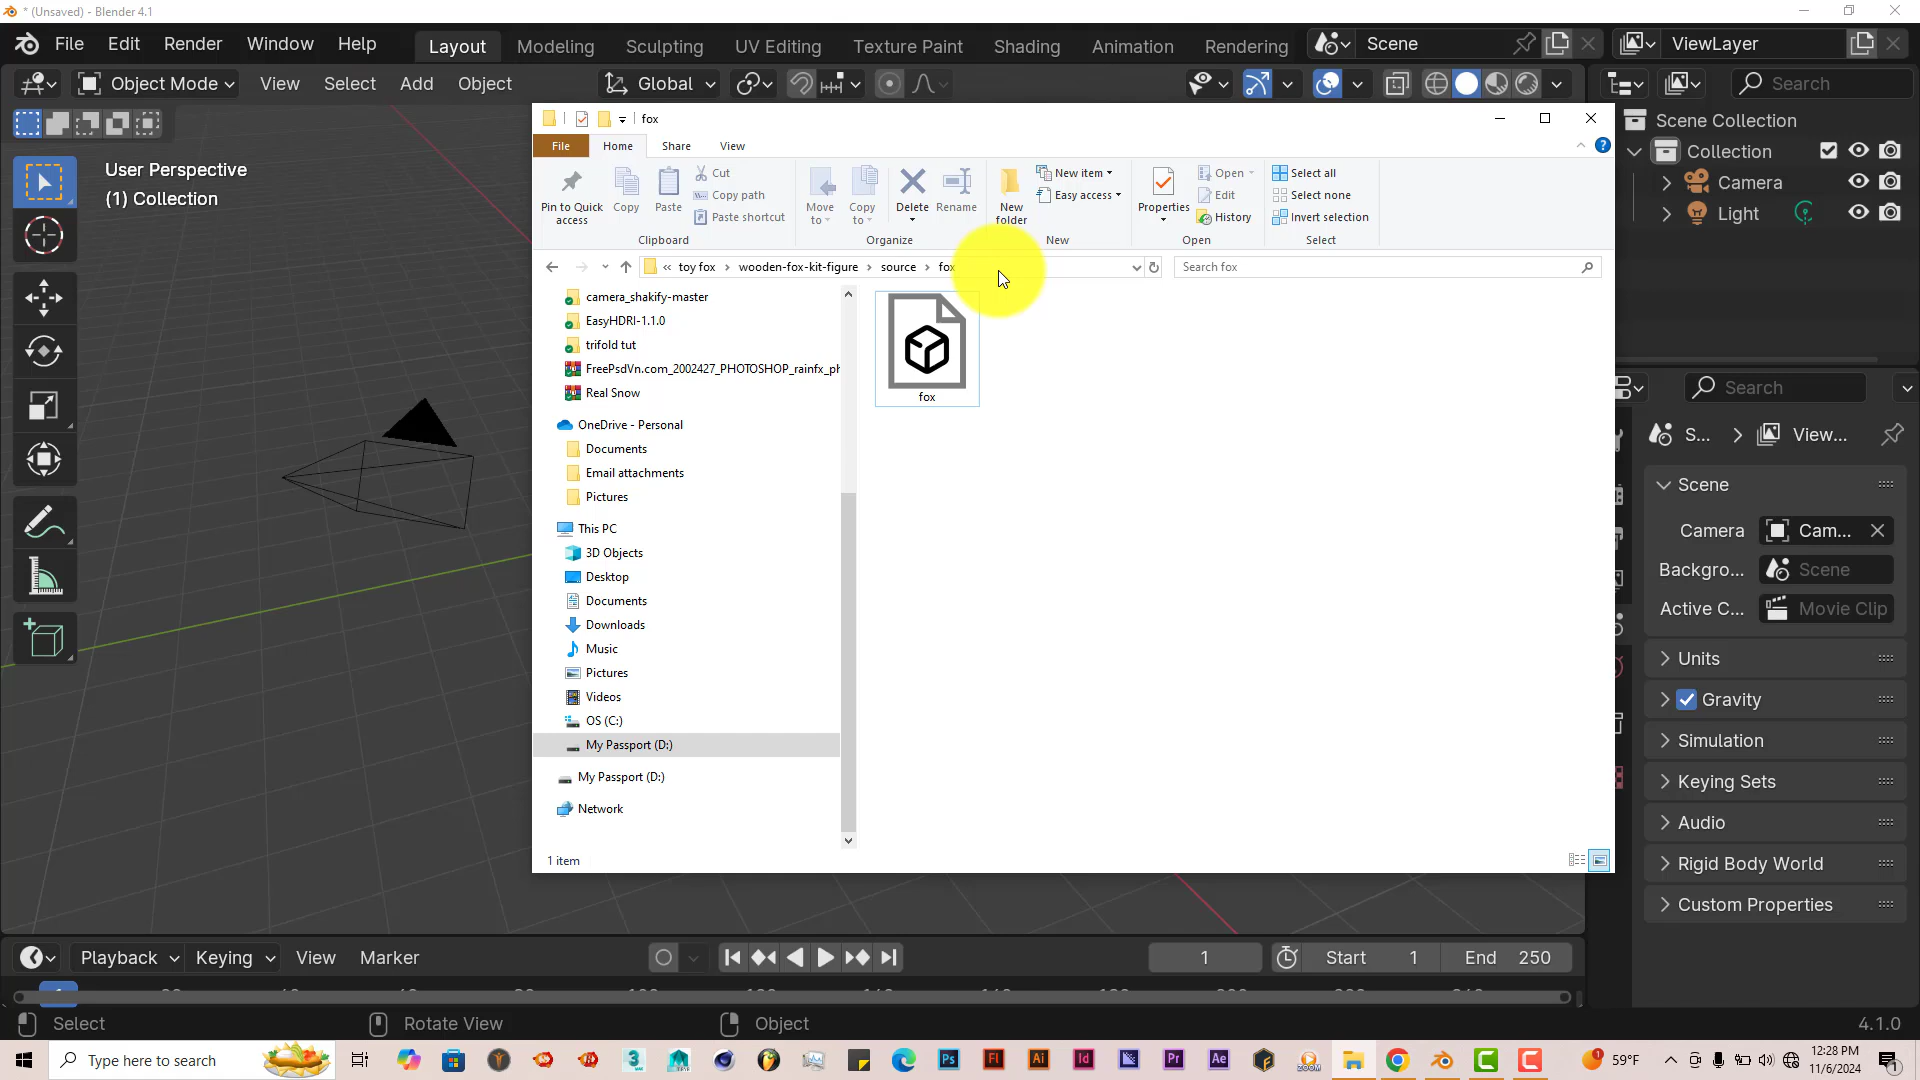 * (Unsaved) - Blender 4.1
File Edit Render Window Help
Layout Modeling Sculpting UV Editing Texture Paint Shading Animation Rendering
Scene
ViewLayer
Object Mode View Select Add Object
Global
Search
User Perspective
(1) Collection
fox
File Home Share View
Pin to Quick access
Copy
Paste
Cut
Copy path
Paste shortcut
Clipboard
Move to
Copy to
Delete
Rename
Organize
New folder
New item
Easy access
New
Properties
Open
Edit
History
Open
Select all
Select none
Invert selection
Select
« toy fox › wooden-fox-kit-figure › source › fox
Search fox
camera_shakify-master
EasyHDRI-1.1.0
trifold tut
FreePsdVn.com_2002427_PHOTOSHOP_rainfx_ph
Real Snow
OneDrive - Personal
Documents
Email attachments
Pictures
This PC
3D Objects
Desktop
Documents
Downloads
Music
Pictures
Videos
OS (C:)
My Passport (D:)
My Passport (D:)
Network
fox
1 item
Scene Collection
Collection
Camera
Light
Search
S... View...
Scene
Camera Cam...
Backgro... Scene
Active C... Movie Clip
Units
Gravity
Simulation
Keying Sets
Audio
Rigid Body World
Custom Properties
Playback Keying View Marker
1
Start 1
End 250
Select
Rotate View
Object
4.1.0
Type here to search
59°F
12:28 PM
11/6/2024